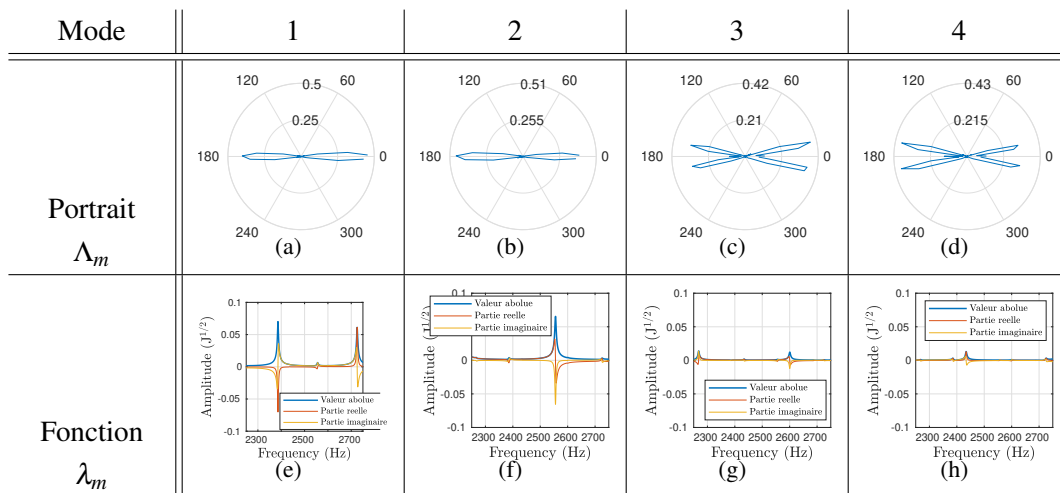 Mode 1 2 3 4
Portrait
Λm
120 60 0.5 0.25 180 0 240 300
(a)
120 60 0.51 0.255 180 0 240 300
(b)
120 60 0.42 0.21 180 0 240 300
(c)
120 60 0.43 0.215 180 0 240 300
(d)
Fonction
λm
0.1
0.05
0
-0.05
-0.1
Amplitude (J1/2)
Valeur abolue
Partie reelle
Partie imaginaire
2300 2500 2700
Frequency (Hz)
(e)
0.1
0
-0.05
-0.1
Amplitude (J1/2)
Valeur abolue
Partie reelle
Partie imaginaire
2300 2400 2500 2600 2700
Frequency (Hz)
(f)
0.1
0.05
0
-0.05
-0.1
Amplitude (J1/2)
Valeur abolue
Partie reelle
Partie imaginaire
2300 2400 2500 2600 2700
Frequency (Hz)
(g)
0.1
0.05
0
-0.05
-0.1
Amplitude (J1/2)
Valeur abolue
Partie reelle
Partie imaginaire
2300 2400 2500 2600 2700
Frequency (Hz)
(h)